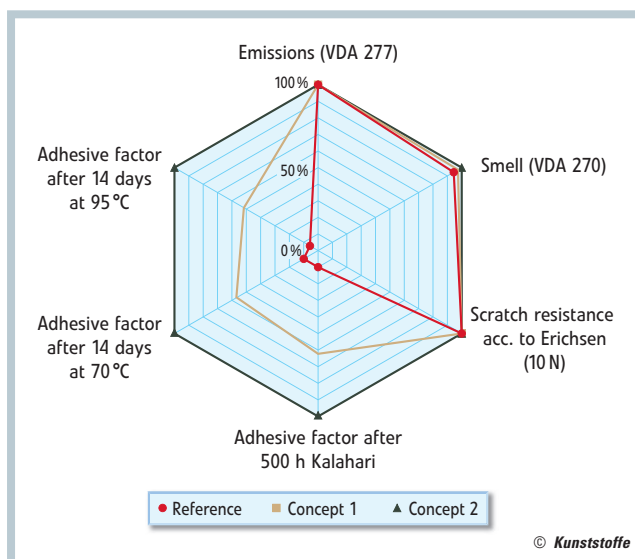 Emissions (VDA 277)
100 %
Adhesive factor
after 14 days
at 95 °C
50 %
Smell (VDA 270)
0 %
Scratch resistance
acc. to Erichsen
(10 N)
Adhesive factor
after 14 days
at 70 °C
Adhesive factor after
500 h Kalahari
Reference Concept 1 Concept 2
© Kunststoffe